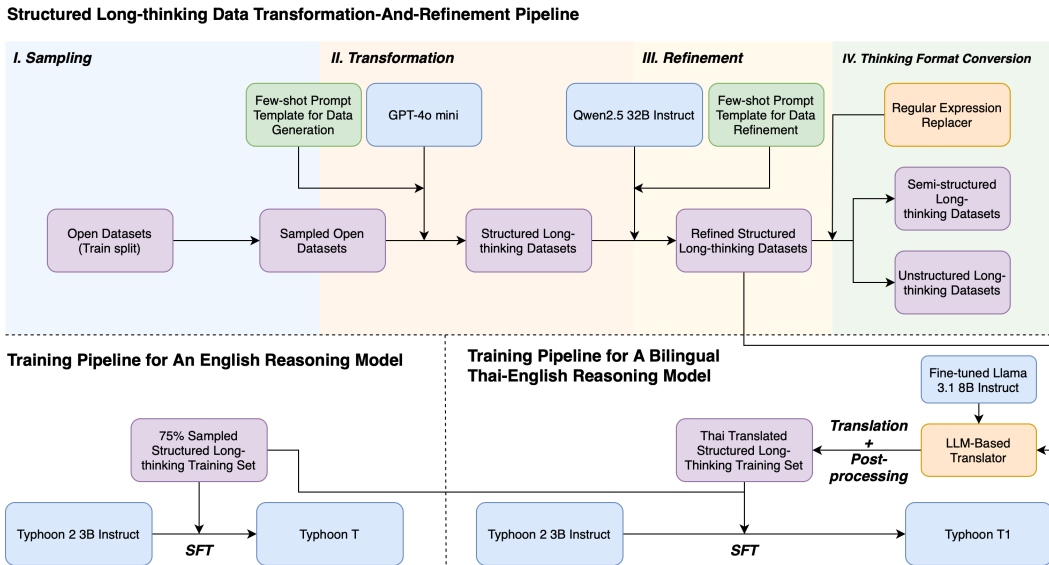 Structured Long-thinking Data Transformation-And-Refinement Pipeline
I. Sampling
II. Transformation
III. Refinement
IV. Thinking Format Conversion
Few-shot Prompt
Template for Data
Generation
GPT-4o mini
Qwen2.5 32B Instruct
Few-shot Prompt
Template for Data
Refinement
Regular Expression
Replacer
Open Datasets
(Train split)
Sampled Open
Datasets
Structured Long-
thinking Datasets
Refined Structured
Long-thinking Datasets
Semi-structured
Long-
thinking Datasets
Unstructured Long-
thinking Datasets
Training Pipeline for An English Reasoning Model
75% Sampled
Structured Long-
thinking Training Set
Typhoon 2 3B Instruct
SFT
Typhoon T
Training Pipeline for A Bilingual
Thai-English Reasoning Model
Fine-tuned Llama
3.1 8B Instruct
LLM-Based
Translator
Translation
+
Post-
processing
Thai Translated
Structured Long-
Thinking Training Set
Typhoon 2 3B Instruct
SFT
Typhoon T1